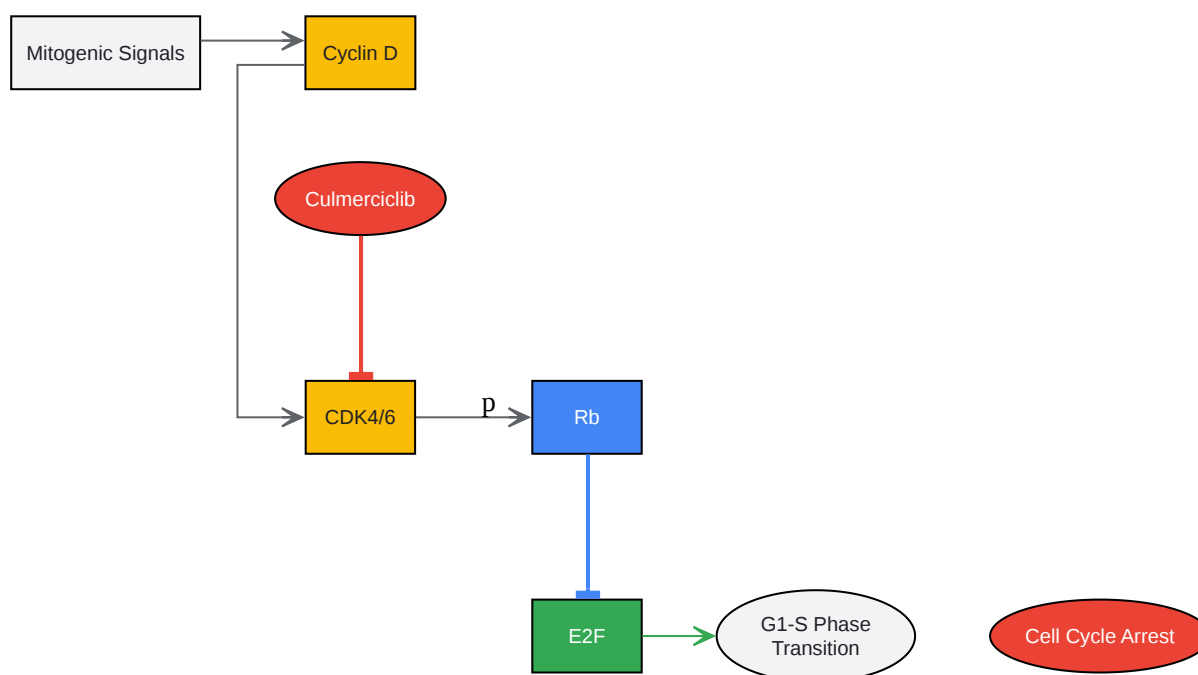 Mitogenic Signals
Cyclin D
Culmerciclib
CDK4/6
p
Rb
E2F
G1-S Phase
Transition
Cell Cycle Arrest